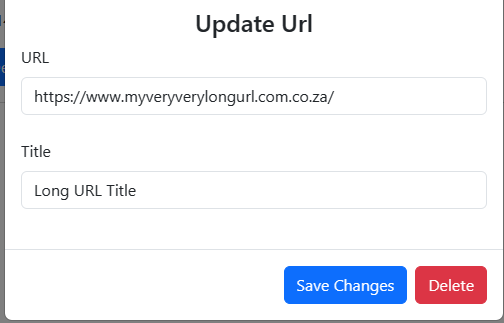 Update Url
URL
https://www.myveryverylongurl.com.co.za/
Title
Long URL Title
Save Changes Delete